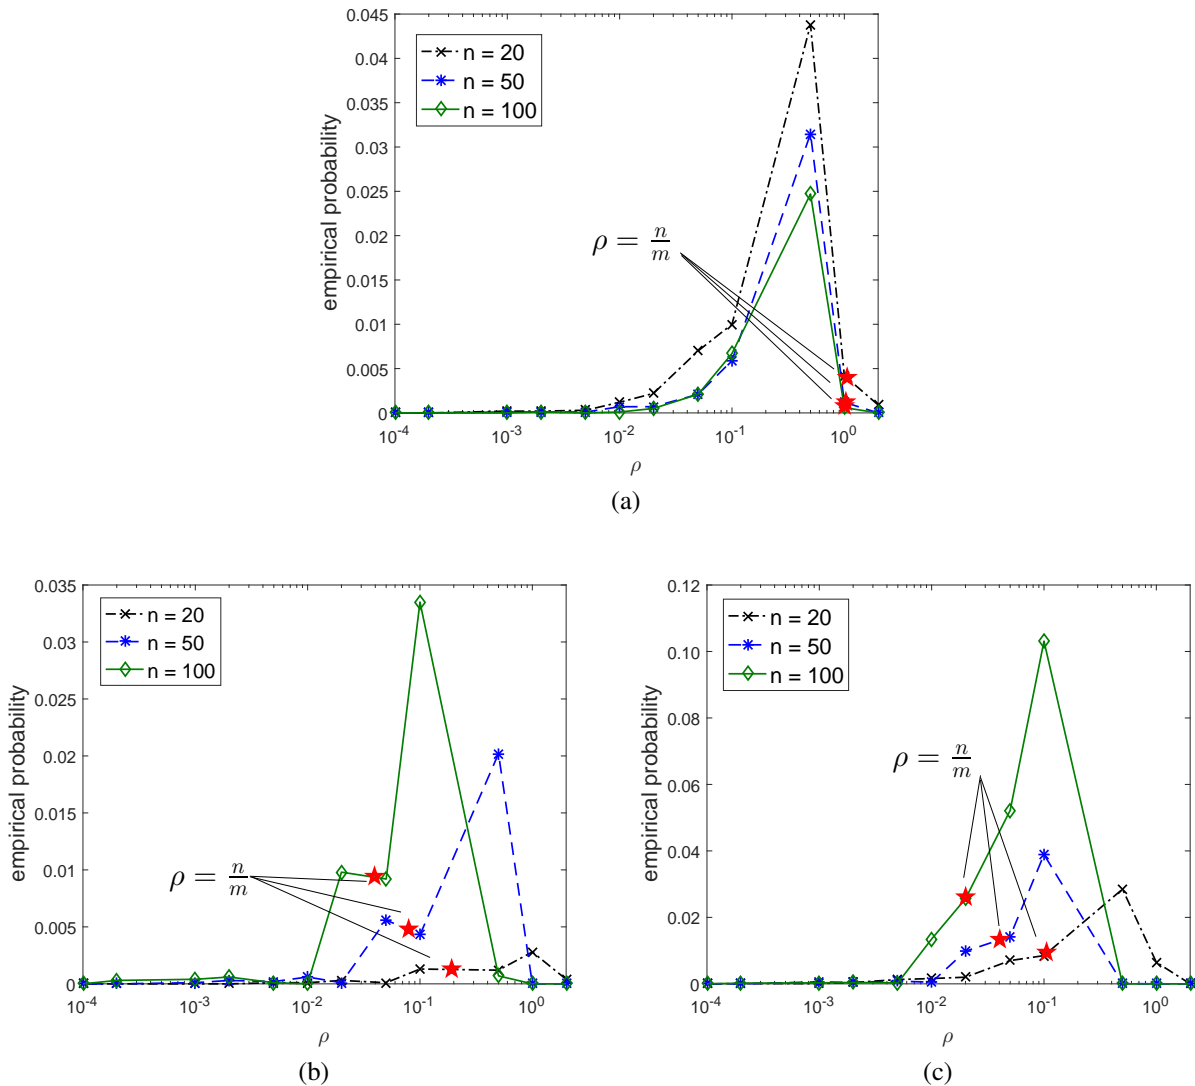 0.045
0.04
0.035
0.03
0.025
0.02
0.015
0.01
0.005
0
empirical probability
n = 20
n = 50
n = 100
ρ = n/m
10^-4 10^-3 10^-2 10^-1 10^0
ρ
(a)
0.035
0.03
0.025
0.02
0.015
0.01
0.005
0
empirical probability
n = 20
n = 50
n = 100
ρ = n/m
10^-4 10^-3 10^-2 10^-1 10^0
ρ
(b)
0.12
0.10
0.08
0.06
0.04
0.02
0.00
empirical probability
n = 20
n = 50
n = 100
ρ = n/m
10^-4 10^-3 10^-2 10^-1 10^0
ρ
(c)